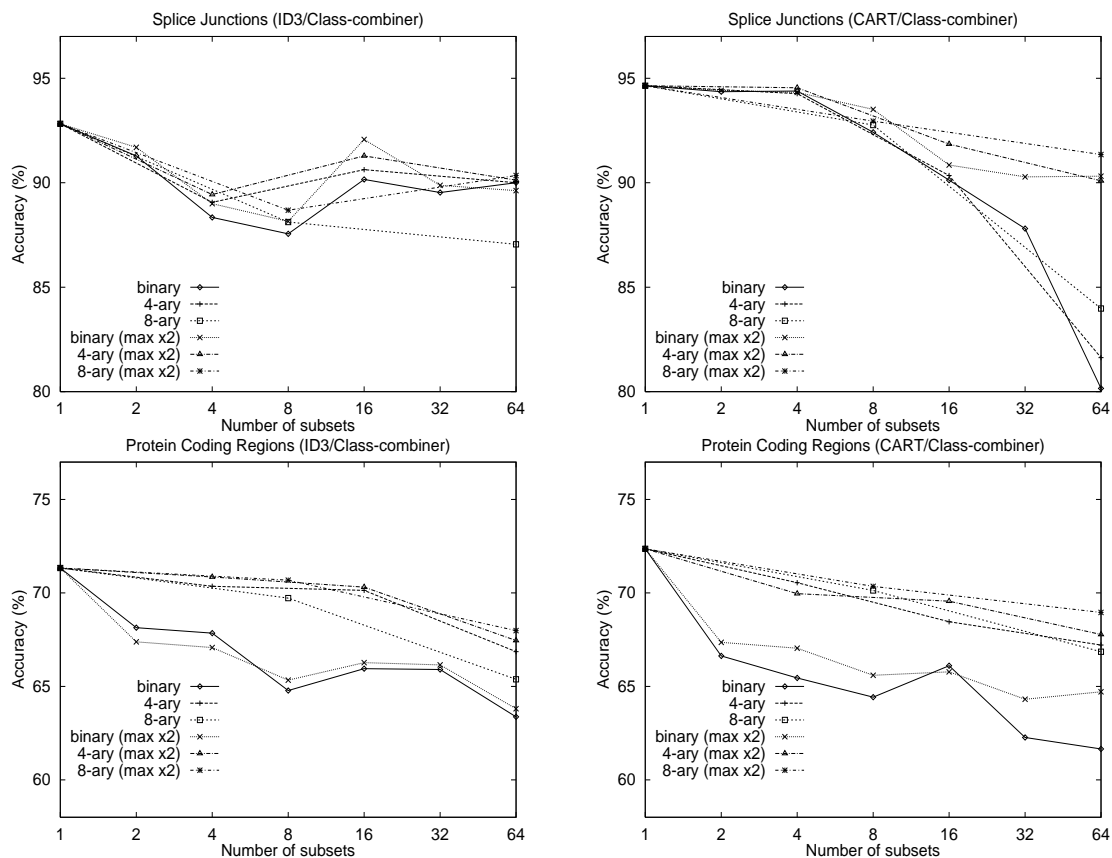 Splice Junctions (ID3/Class-combiner)
95
90
85
80
Accuracy (%)
binary
4-ary
8-ary
binary (max x2)
4-ary (max x2)
8-ary (max x2)
1 2 4 8 16 32 64
Number of subsets
Splice Junctions (CART/Class-combiner)
95
90
85
80
Accuracy (%)
binary
4-ary
8-ary
binary (max x2)
4-ary (max x2)
8-ary (max x2)
1 2 4 8 16 32 64
Number of subsets
Protein Coding Regions (ID3/Class-combiner)
75
70
65
60
Accuracy (%)
binary
4-ary
8-ary
binary (max x2)
4-ary (max x2)
8-ary (max x2)
1 2 4 8 16 32 64
Number of subsets
Protein Coding Regions (CART/Class-combiner)
75
70
65
60
Accuracy (%)
binary
4-ary
8-ary
binary (max x2)
4-ary (max x2)
8-ary (max x2)
1 2 4 8 16 32 64
Number of subsets